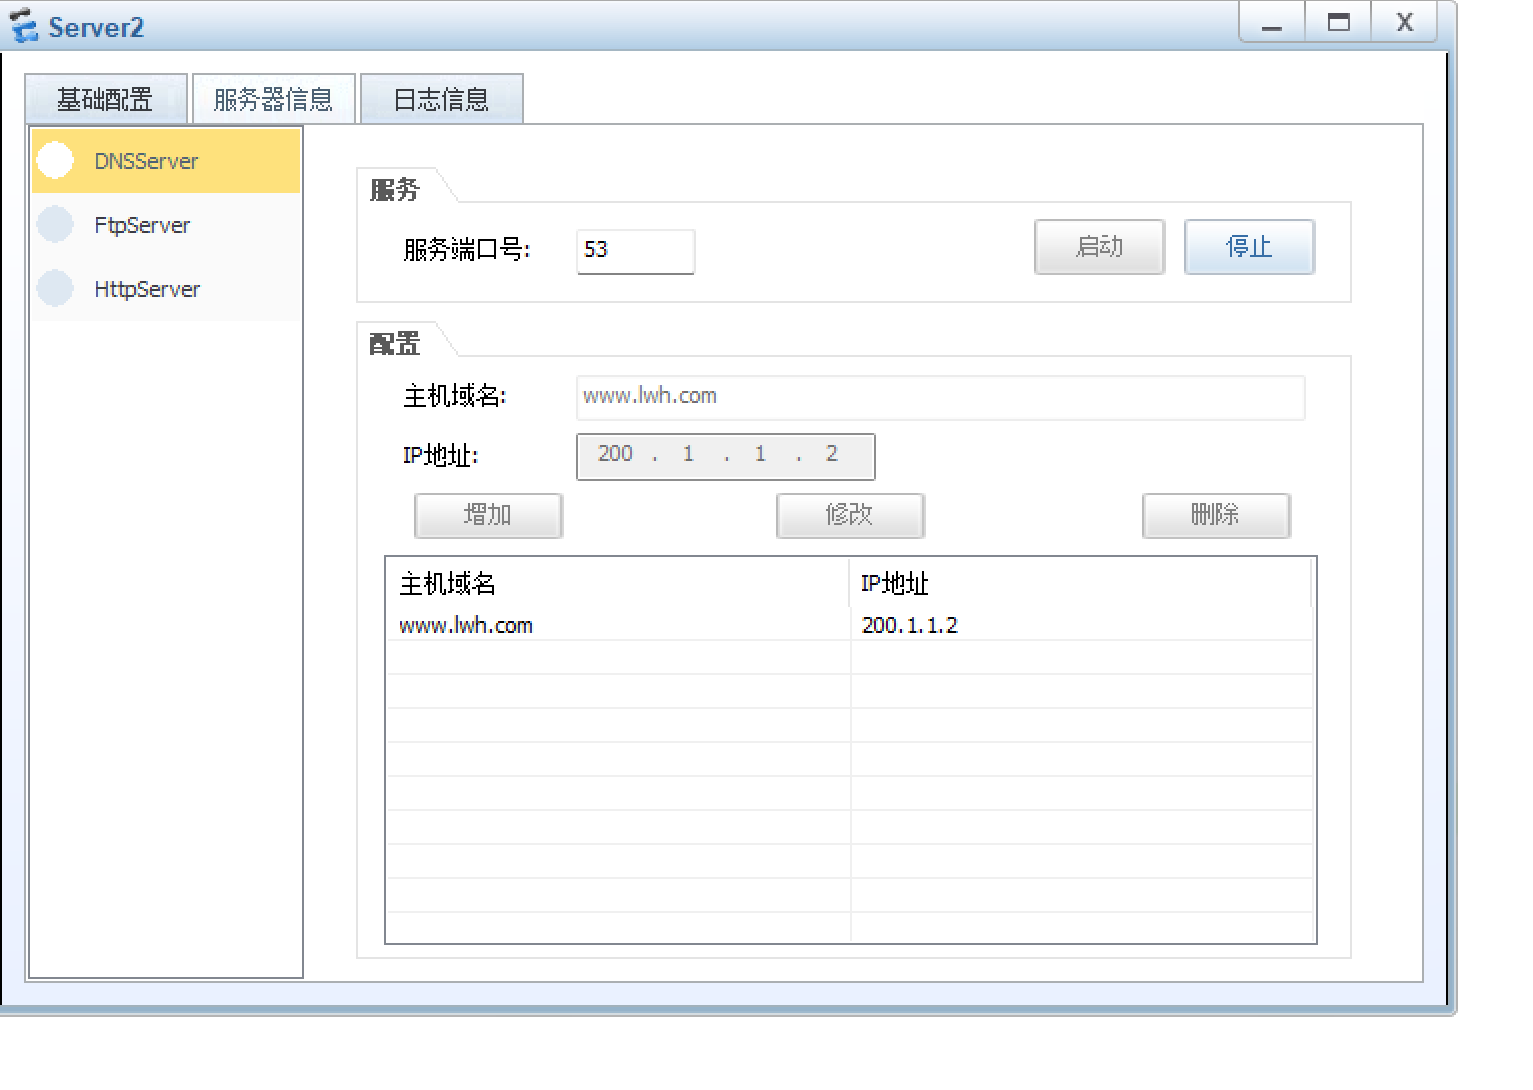 Server2
基础配置 服务器信息 日志信息
DNSServer
FtpServer
HttpServer
服务
服务端口号: 53 启动 停止
配置
主机域名: www.lwh.com
IP地址: 200 . 1 . 1 . 2
增加 修改 删除
主机域名 IP地址
www.lwh.com 200.1.1.2